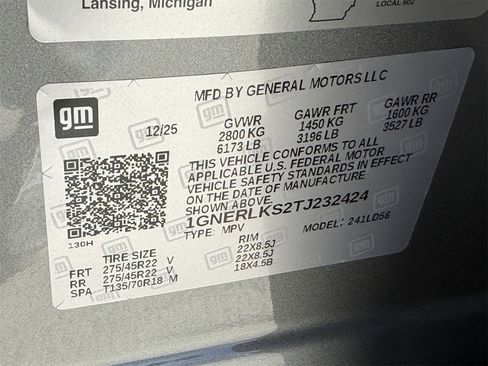 Lansing, Michigan
LOCAL 602
gm
MFD BY GENERAL MOTORS LLC
12/25
GVWR GAWR FRT GAWR RR
2800 KG 1450 KG 1600 KG
6173 LB 3196 LB 3527 LB
THIS VEHICLE CONFORMS TO ALL
APPLICABLE U.S. FEDERAL MOTOR
VEHICLE SAFETY STANDARDS IN EFFECT
ON THE DATE OF MANUFACTURE
SHOWN ABOVE.
1GNERLKS2TJ232424
TYPE: MPV MODEL: 241LD56
130H
TIRE SIZE RIM
FRT 275/45R22 V 22X8.5J
RR 275/45R22 V 22X8.5J
SPA T135/70R18 M 18X4.5B